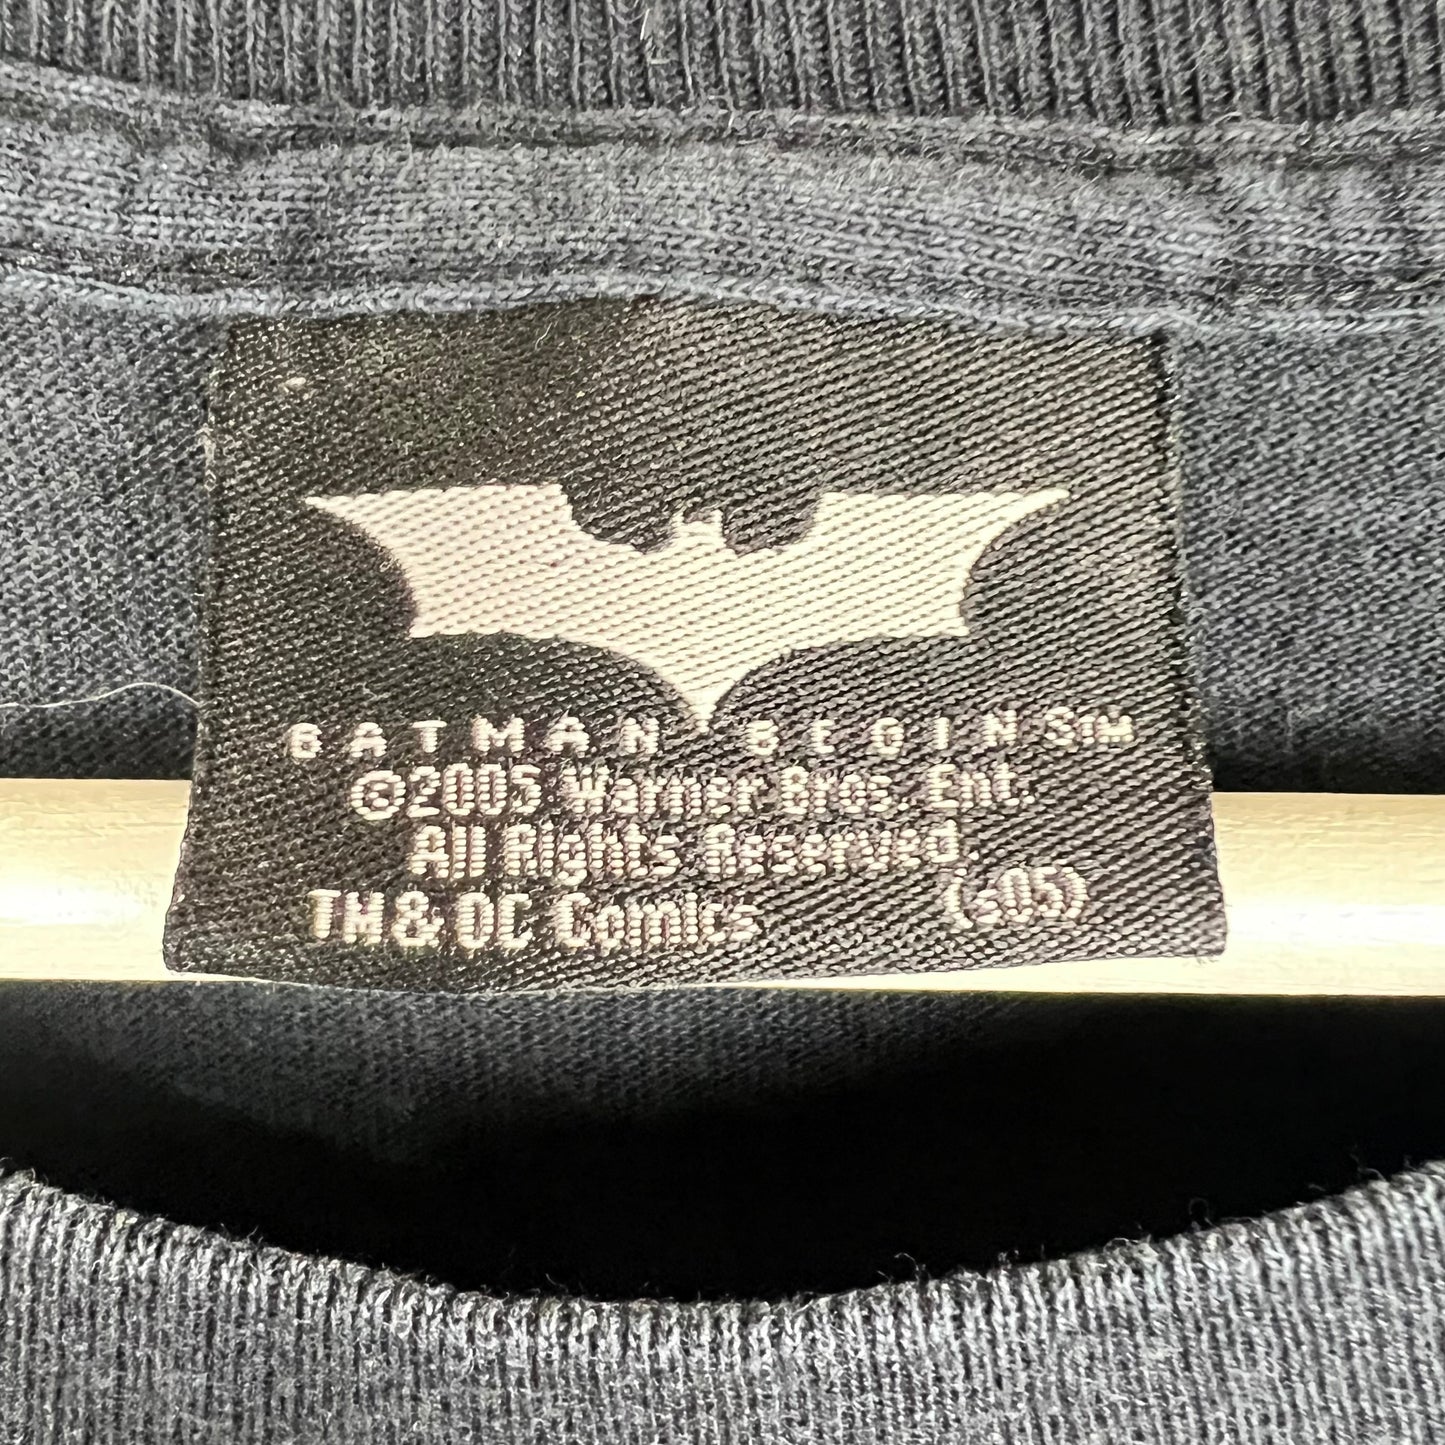 BATMAN BEGINS TM
©2005 Warner Bros. Ent.
All Rights Reserved.
TM & DC Comics (s05)